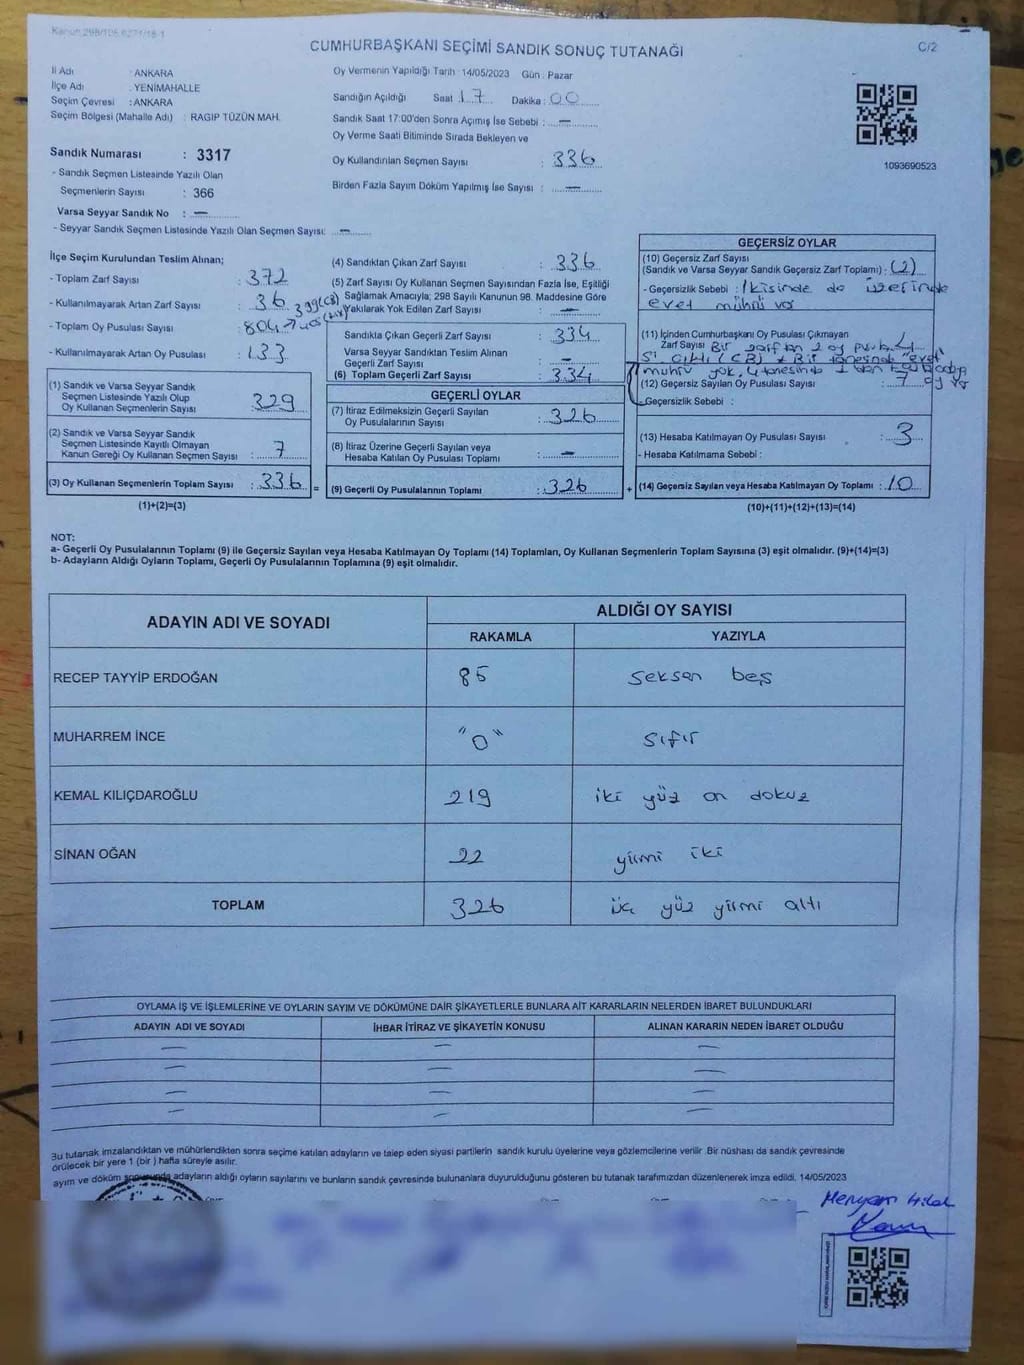 Kanun 298/105,6271/18-1
CUMHURBAŞKANI SEÇİMİ SANDIK SONUÇ TUTANAĞI
C/2
İl Adı : ANKARA
İlçe Adı : YENİMAHALLE
Seçim Çevresi : ANKARA
Seçim Bölgesi (Mahalle Adı) : RAGIP TÜZÜN MAH.
Sandık Numarası : 3317
- Sandık Seçmen Listesinde Yazılı Olan
Seçmenlerin Sayısı : 366
Varsa Seyyar Sandık No : —
- Seyyar Sandık Seçmen Listesinde Yazılı Olan Seçmen Sayısı: —
Oy Vermenin Yapıldığı Tarih : 14/05/2023 Gün : Pazar
Sandığın Açıldığı Saat : 17 Dakika : 00
Sandık Saat 17:00'den Sonra Açımış İse Sebebi : —
Oy Verme Saati Bitiminde Sırada Bekleyen ve
Oy Kullandırılan Seçmen Sayısı : 336
Birden Fazla Sayım Döküm Yapılmış İse Sayısı : —
1093690523
İlçe Seçim Kurulundan Teslim Alınan;
- Toplam Zarf Sayısı : 372
- Kullanılmayarak Artan Zarf Sayısı : 36
399(CB)
- Toplam Oy Pusulası Sayısı : 804→405
- Kullanılmayarak Artan Oy Pusulası : 133
(1) Sandık ve Varsa Seyyar Sandık
Seçmen Listesinde Yazılı Olup
Oy Kullanan Seçmenlerin Sayısı : 329
(2) Sandık ve Varsa Seyyar Sandık
Seçmen Listesinde Kayıtlı Olmayan
Kanun Gereği Oy Kullanan Seçmen Sayısı : 7
(3) Oy Kullanan Seçmenlerin Toplam Sayısı : 336 =
(1)+(2)=(3)
(4) Sandıktan Çıkan Zarf Sayısı : 336
(5) Zarf Sayısı Oy Kullanan Seçmen Sayısından Fazla İse, Eşitliği
Sağlamak Amacıyla; 298 Sayılı Kanunun 98. Maddesine Göre
Yakılarak Yok Edilen Zarf Sayısı : —
Sandıkta Çıkan Geçerli Zarf Sayısı : 334
Varsa Seyyar Sandıktan Teslim Alınan
Geçerli Zarf Sayısı : —
(6) Toplam Geçerli Zarf Sayısı : 334
GEÇERLİ OYLAR
(7) İtiraz Edilmeksizin Geçerli Sayılan
Oy Pusulalarının Sayısı : 326
(8) İtiraz Üzerine Geçerli Sayılan veya
Hesaba Katılan Oy Pusulası Toplamı : —
(9) Geçerli Oy Pusulalarının Toplamı : 326 +
GEÇERSİZ OYLAR
(10) Geçersiz Zarf Sayısı
(Sandık ve Varsa Seyyar Sandık Geçersiz Zarf Toplamı) : (2)
- Geçersizlik Sebebi : İkisinde de üzerinde
evet mührü var
(11) İçinden Cumhurbaşkanı Oy Pusulası Çıkmayan
Zarf Sayısı Bir zarftan 2 oy
çıktı (CB) Bir tanesinde "evet"
mührü yok, 4 tanesinde 1 den
(12) Geçersiz Sayılan Oy Pusulası Sayısı : 7 oy var
Geçersizlik Sebebi :
(13) Hesaba Katılmayan Oy Pusulası Sayısı : 3
- Hesaba Katılmama Sebebi :
(14) Geçersiz Sayılan veya Hesaba Katılmayan Oy Toplamı : 10
(10)+(11)+(12)+(13)=(14)
NOT:
a- Geçerli Oy Pusulalarının Toplamı (9) ile Geçersiz Sayılan veya Hesaba Katılmayan Oy Toplamı (14) Toplamları, Oy Kullanan Seçmenlerin Toplam Sayısına (3) eşit olmalıdır. (9)+(14)=(3)
b- Adayların Aldığı Oyların Toplamı, Geçerli Oy Pusulalarının Toplamına (9) eşit olmalıdır.
ADAYIN ADI VE SOYADI
ALDIĞI OY SAYISI
RAKAMLA YAZIYLA
RECEP TAYYİP ERDOĞAN 85 seksen beş
MUHARREM İNCE "0" sıfır
KEMAL KILIÇDAROĞLU 219 iki yüz on dokuz
SİNAN OĞAN 22 yirmi iki
TOPLAM 326 üç yüz yirmi altı
OYLAMA İŞ VE İŞLEMLERİNE VE OYLARIN SAYIM VE DÖKÜMÜNE DAİR ŞİKAYETLERLE BUNLARA AİT KARARLARIN NELERDEN İBARET BULUNDUKLARI
ADAYIN ADI VE SOYADI İHBAR İTİRAZ VE ŞİKAYETİN KONUSU ALINAN KARARIN NEDEN İBARET OLDUĞU
— — —
— — —
— — —
— — —
Bu tutanak imzalandıktan ve mühürlendikten sonra seçime katılan adayların ve talep eden siyasi partilerin sandık kurulu üyelerine veya gözlemcilerine verilir. Bir nüshası da sandık çevresinde
örülecek bir yere 1 (bir ) hafta süreyle asılır.
ayım ve döküm sonucunda adayların aldığı oyların sayılarını ve bunların sandık çevresinde bulunanlara duyurulduğunu gösteren bu tutanak tarafımızdan düzenlenerek imza edildi. 14/05/2023
Meryem